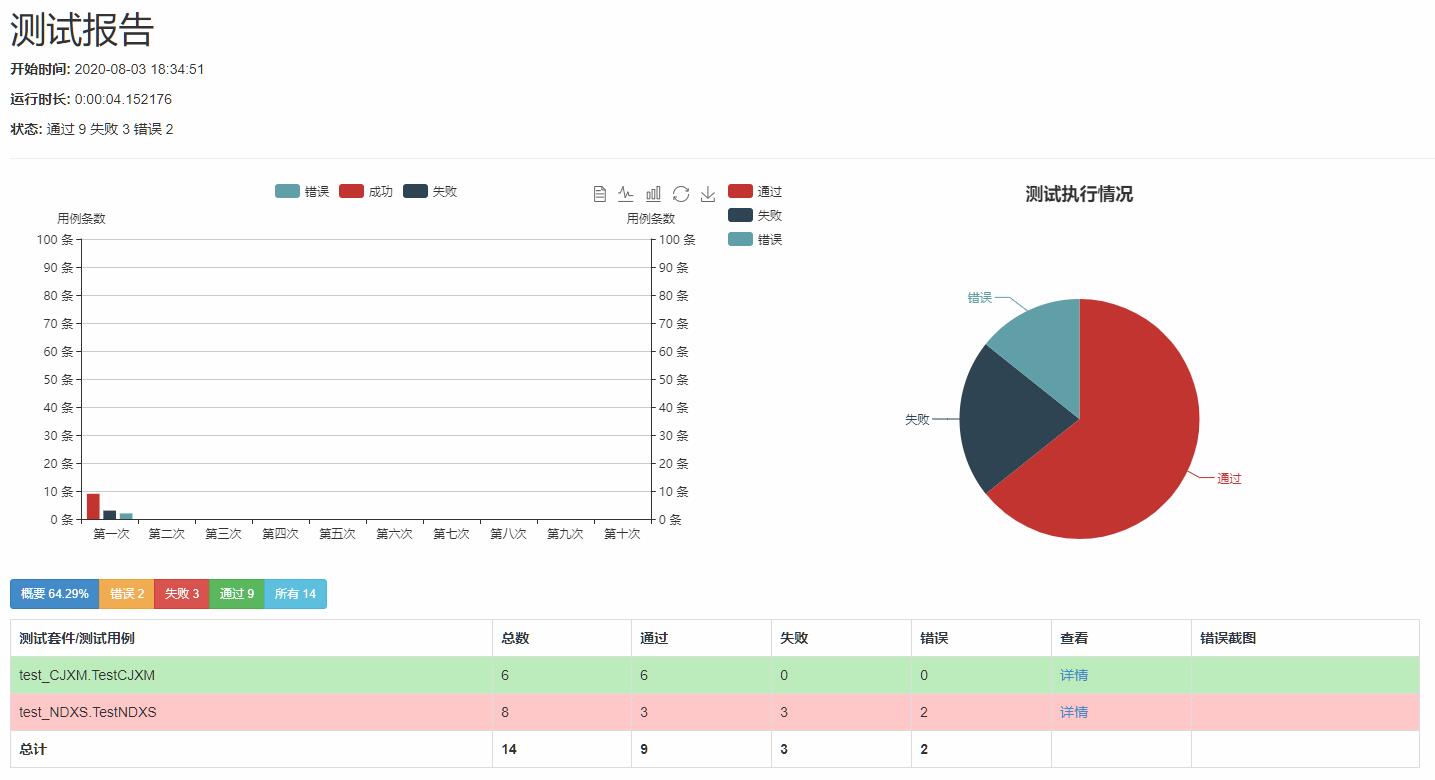 测试报告
开始时间: 2020-08-03 18:34:51
运行时长: 0:00:04.152176
状态: 通过 9 失败 3 错误 2
错误 成功 失败
用例条数 用例条数
100 条 100 条
90 条 90 条
80 条 80 条
70 条 70 条
60 条 60 条
50 条 50 条
40 条 40 条
30 条 30 条
20 条 20 条
10 条 10 条
0 条 0 条
第一次 第二次 第三次 第四次 第五次 第六次 第七次 第八次 第九次 第十次
测试执行情况
通过
失败
错误
错误
失败
通过
概要 64.29% 错误 2 失败 3 通过 9 所有 14
测试套件/测试用例 总数 通过 失败 错误 查看 错误截图
test_CJXM.TestCJXM 6 6 0 0 详情
test_NDXS.TestNDXS 8 3 3 2 详情
总计 14 9 3 2